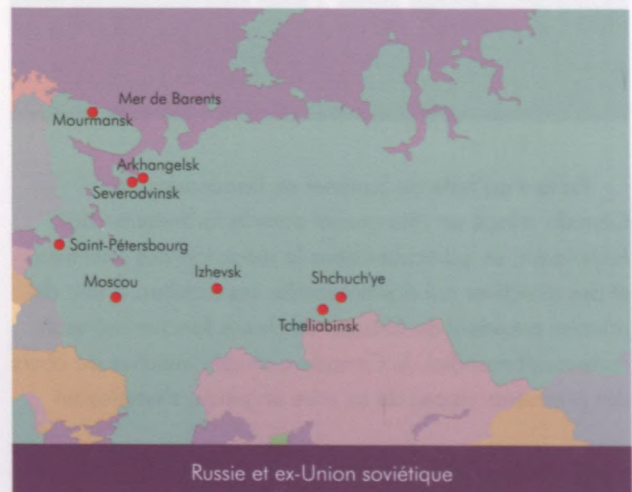 Mer de Barents
Mourmansk
Arkhangelsk
Severodvinsk
Saint-Pétersbourg
Moscou
Izhevsk
Shchuch'ye
Tcheliabinsk
Russie et ex-Union soviétique